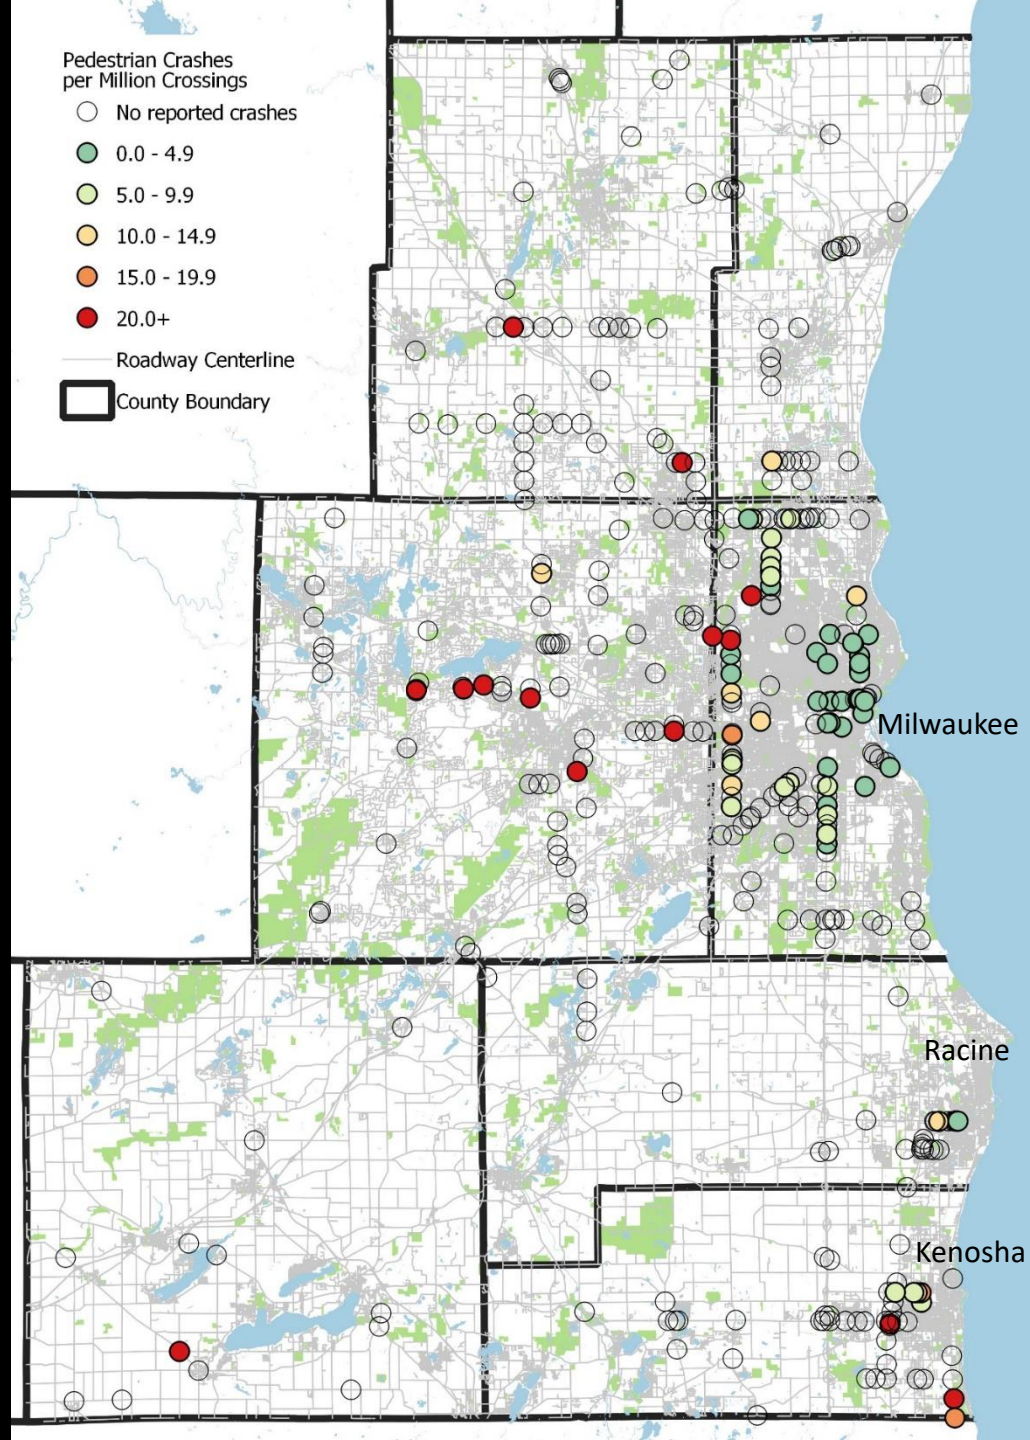 Pedestrian Crashes
per Million Crossings
No reported crashes
0.0 - 4.9
5.0 - 9.9
10.0 - 14.9
15.0 - 19.9
20.0+
Roadway Centerline
County Boundary
Milwaukee
Racine
Kenosha